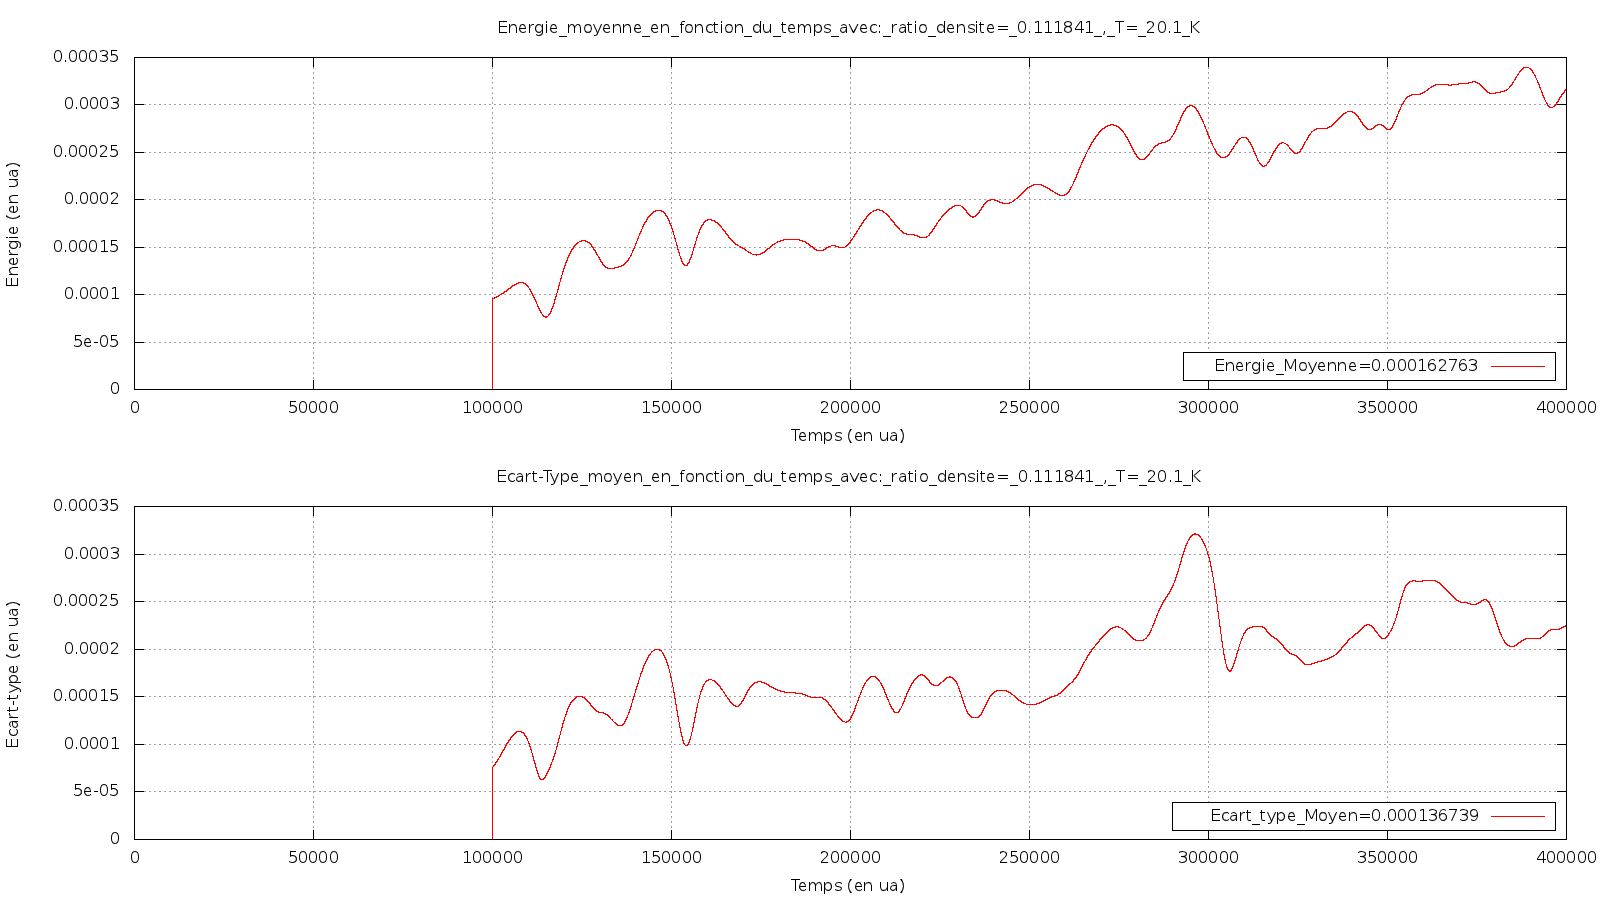 Energie_moyenne_en_fonction_du_temps_avec:_ratio_densite=_0.111841_,_T=_20.1_K
0.00035
0.0003
0.00025
0.0002
0.00015
0.0001
5e-05
0
Energie (en ua)
Energie_Moyenne=0.000162763
0 50000 100000 150000 200000 250000 300000 350000 400000
Temps (en ua)
Ecart-Type_moyen_en_fonction_du_temps_avec:_ratio_densite=_0.111841_,_T=_20.1_K
0.00035
0.0003
0.00025
0.0002
0.00015
0.0001
5e-05
0
Ecart-type (en ua)
Ecart_type_Moyen=0.000136739
0 50000 100000 150000 200000 250000 300000 350000 400000
Temps (en ua)